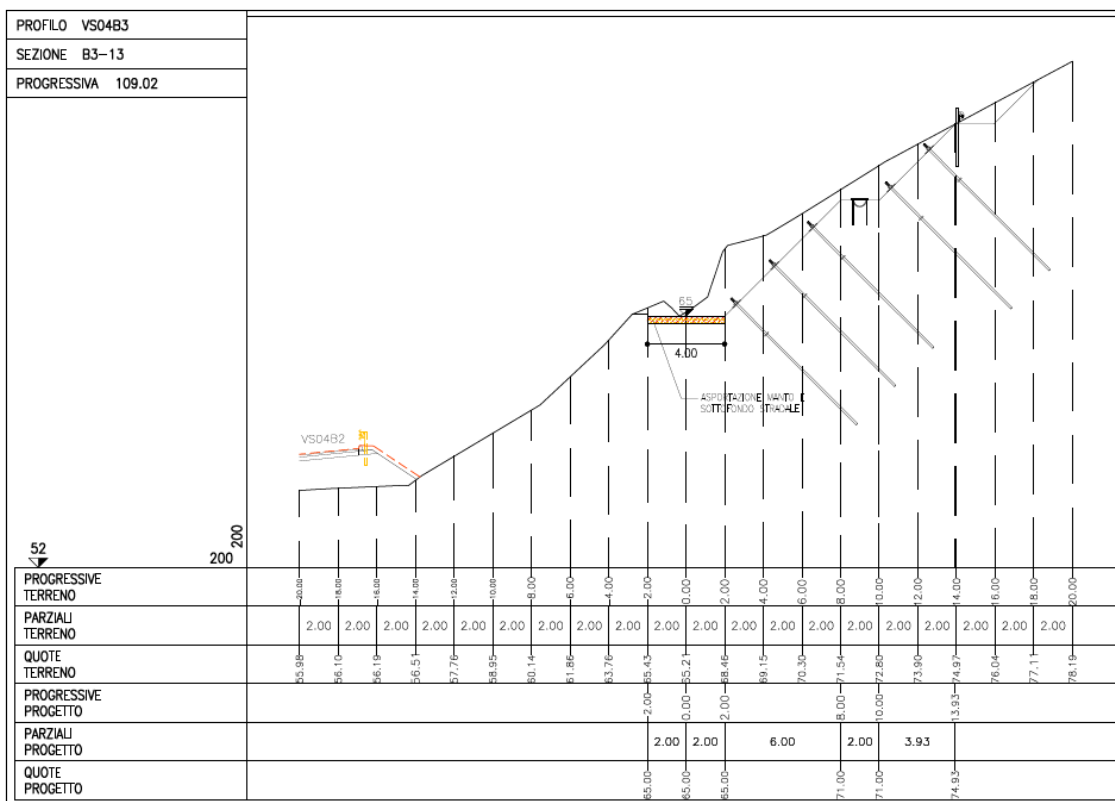 PROFILO VS04B3
SEZIONE B3-13
PROGRESSIVA 109.02
65
4.00
ASPORTAZIONE MANTO E
SOTTOFONDO STRADALE
VS04B2
52
200
200
PROGRESSIVE TERRENO
-20.00 -18.00 -16.00 -14.00 -12.00 -10.00 -8.00 -6.00 -4.00 -2.00 0.00 2.00 4.00 6.00 8.00 10.00 12.00 14.00 16.00 18.00 20.00
PARZIALI TERRENO
2.00 2.00 2.00 2.00 2.00 2.00 2.00 2.00 2.00 2.00 2.00 2.00 2.00 2.00 2.00 2.00 2.00 2.00 2.00 2.00
QUOTE TERRENO
55.98 56.10 56.19 56.51 57.76 58.95 60.14 61.86 63.76 65.43 65.21 68.46 69.15 70.30 71.54 72.80 73.90 74.97 76.04 77.11 78.19
PROGRESSIVE PROGETTO
-2.00 0.00 2.00 8.00 10.00 13.93
PARZIALI PROGETTO
2.00 2.00 6.00 2.00 3.93
QUOTE PROGETTO
65.00 65.00 65.00 71.00 71.00 74.93